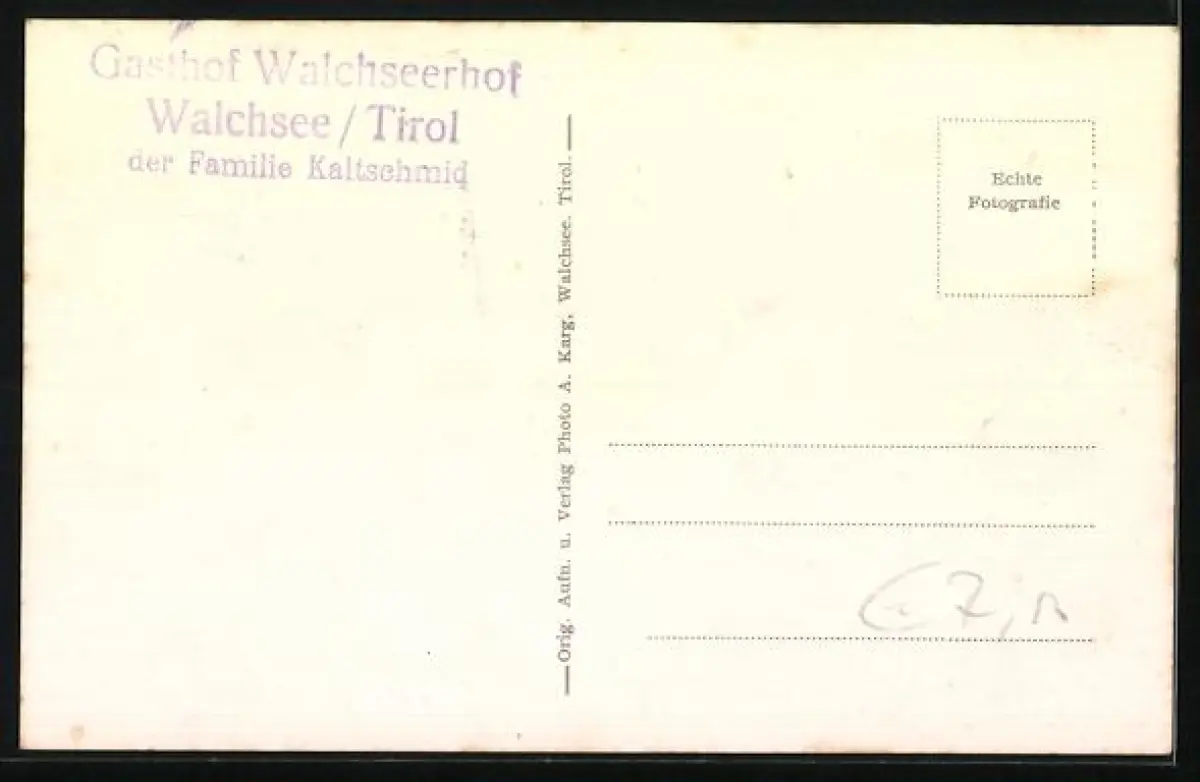 Gasthof Walchseerhof
Walchsee / Tirol
der Familie Kaltschmid
Orig. Aufn. u. Verlag Photo A. Karg, Walchsee. Tirol.
Echte
Fotografie